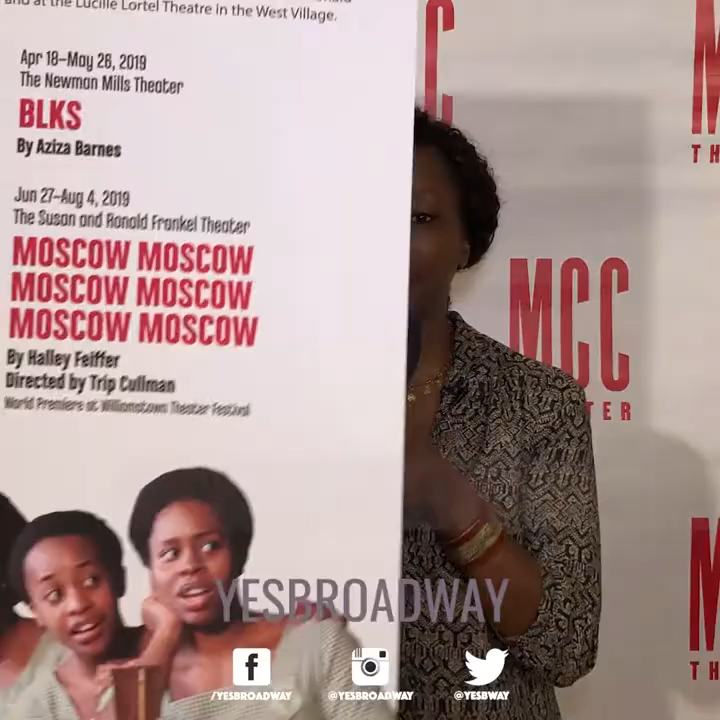 and at the Lucille Lortel Theatre in the West Village.
Apr 18–May 26, 2019
The Newman Mills Theater
BLKS
By Aziza Barnes
Jun 27–Aug 4, 2019
The Susan and Ronald Frankel Theater
MOSCOW MOSCOW
MOSCOW MOSCOW
MOSCOW MOSCOW
By Halley Feiffer
Directed by Trip Cullman
World Premiere at Williamstown Theater Festival
C
M
TH
MCC
TER
M
TH
YESBROADWAY
f
/YESBROADWAY
@YESBROADWAY
@YESBWAY